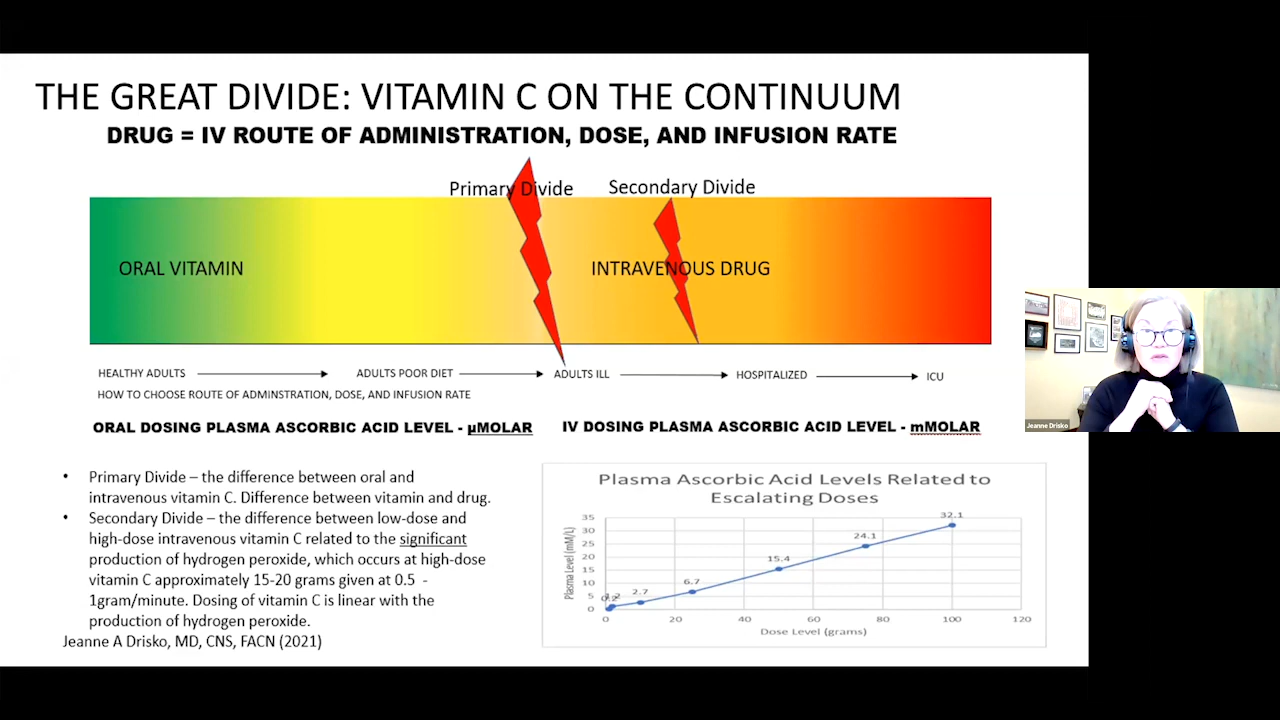 THE GREAT DIVIDE: VITAMIN C ON THE CONTINUUM
DRUG = IV ROUTE OF ADMINISTRATION, DOSE, AND INFUSION RATE
Primary Divide
Secondary Divide
ORAL VITAMIN
INTRAVENOUS DRUG
HEALTHY ADULTS
ADULTS POOR DIET
ADULTS ILL
HOSPITALIZED
ICU
HOW TO CHOOSE ROUTE OF ADMINSTRATION, DOSE, AND INFUSION RATE
ORAL DOSING PLASMA ASCORBIC ACID LEVEL - µMOLAR
IV DOSING PLASMA ASCORBIC ACID LEVEL - mMOLAR
• Primary Divide – the difference between oral and
intravenous vitamin C. Difference between vitamin and drug.
• Secondary Divide – the difference between low-dose and
high-dose intravenous vitamin C related to the significant
production of hydrogen peroxide, which occurs at high-dose
vitamin C approximately 15-20 grams given at 0.5 -
1gram/minute. Dosing of vitamin C is linear with the
production of hydrogen peroxide.
Jeanne A Drisko, MD, CNS, FACN (2021)
Plasma Ascorbic Acid Levels Related to
Escalating Doses
Plasma Level (mM/L)
35
30
25
20
15
10
5
0
2.7
6.7
15.4
24.1
32.1
0 20 40 60 80 100 120
Dose Level (grams)
Jeanne Drisko